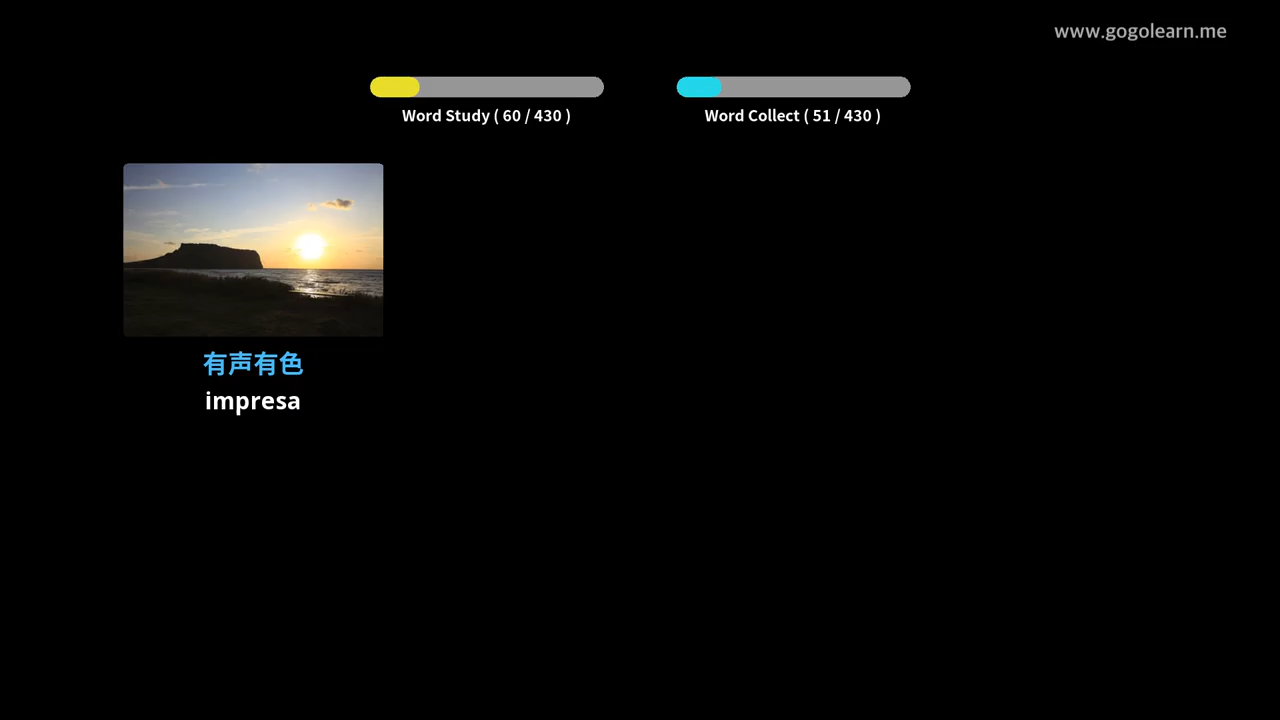 www.gogolearn.me
Word Study ( 60 / 430 )
Word Collect ( 51 / 430 )
有声有色
impresa